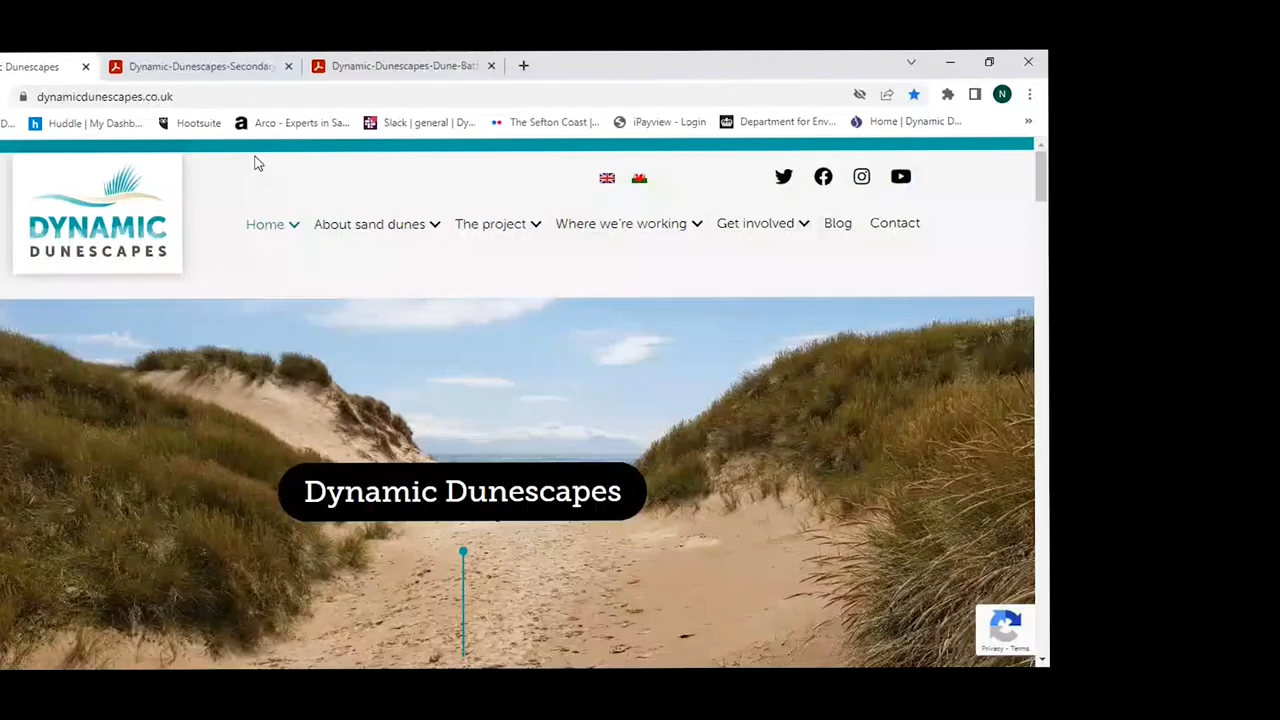 c Dunescapes
Dynamic-Dunescapes-Secondar
Dynamic-Dunescapes-Dune-Bat
dynamicdunescapes.co.uk
N
D...
Huddle | My Dashb...
Hootsuite
Arco - Experts in Sa...
Slack | general | Dy...
The Sefton Coast |...
iPayview - Login
Department for Env...
Home | Dynamic D...
DYNAMIC
DUNESCAPES
Home
About sand dunes
The project
Where we're working
Get involved
Blog
Contact
Dynamic Dunescapes
Privacy - Terms